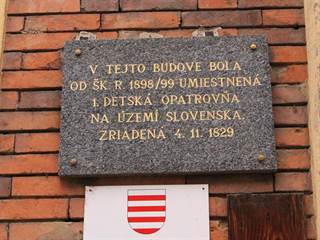 V TEJTO BUDOVE BOLA
OD ŠK. R. 1898/99 UMIESTNENÁ
1. DETSKÁ OPATROVŇA
NA ÚZEMÍ SLOVENSKA,
ZRIADENÁ 4. 11. 1829